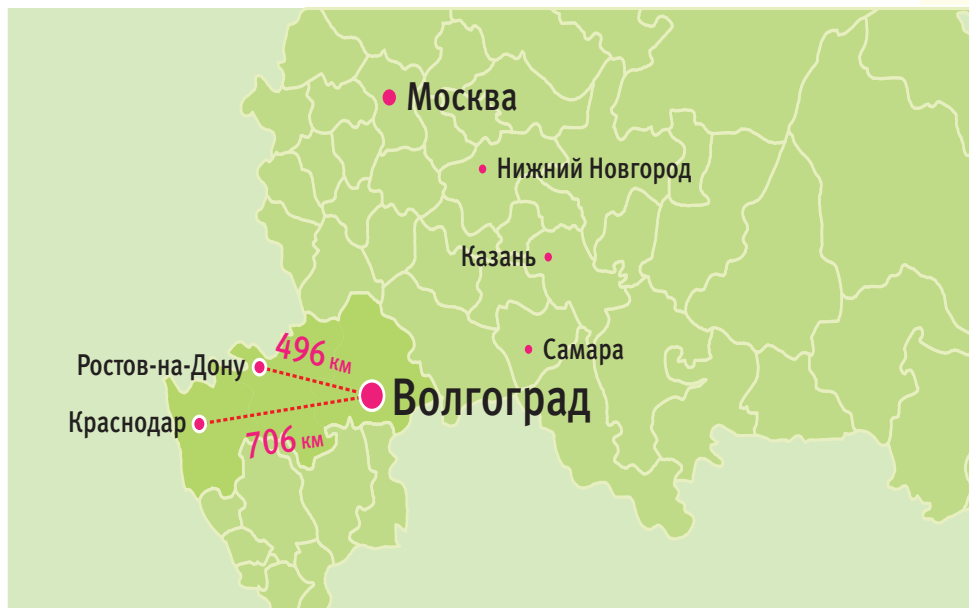 Москва
Нижний Новгород
Казань
496 км
Самара
Ростов-на-Дону
Волгоград
Краснодар
706 км